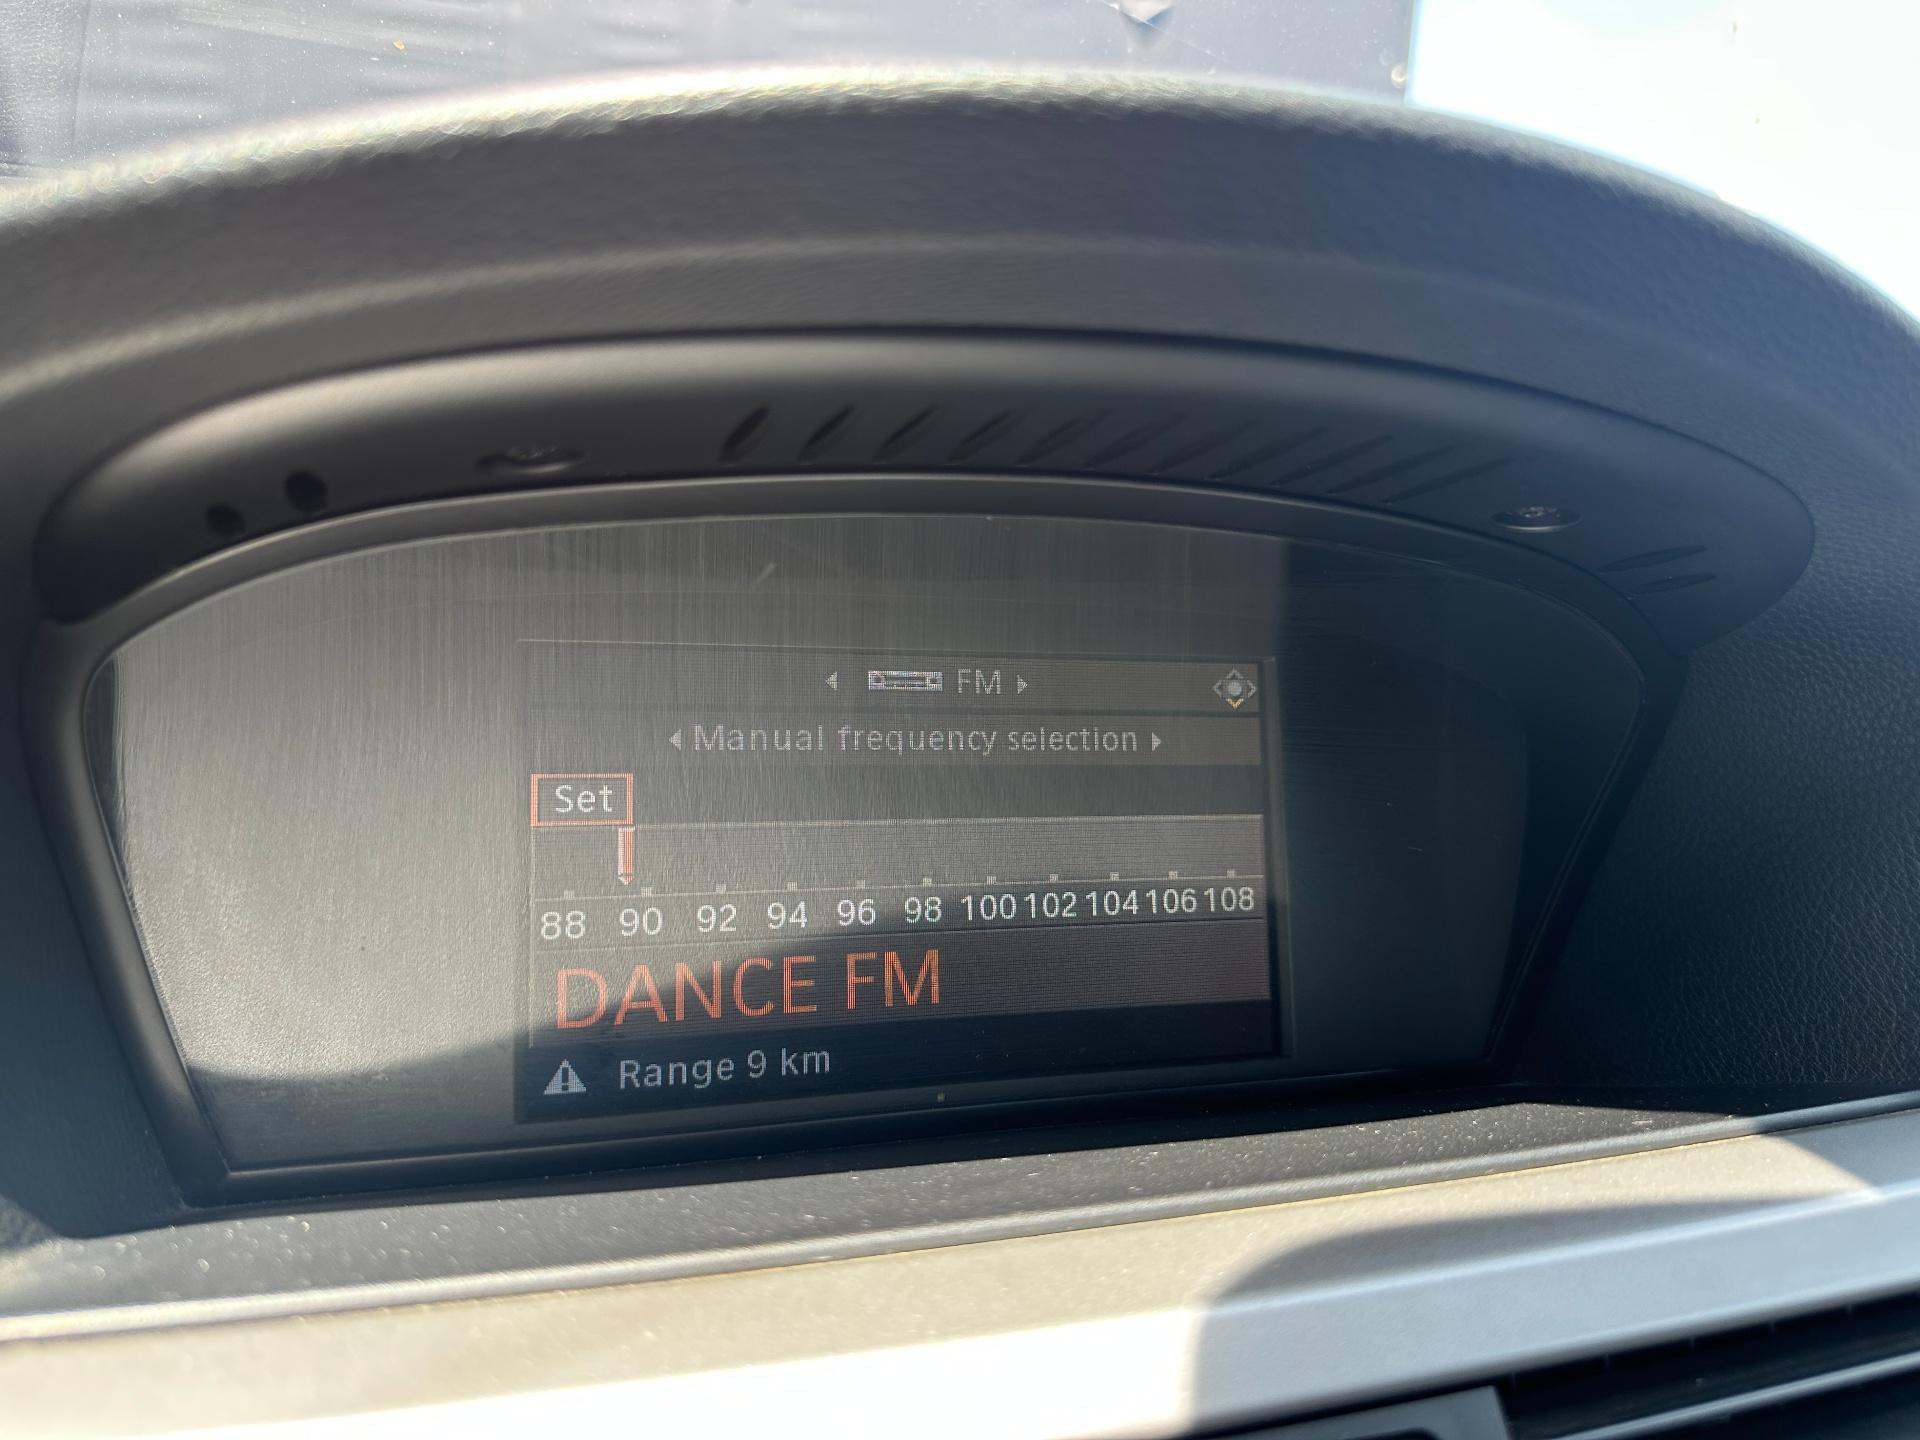 FM
Manual frequency selection
Set
88 90 92 94 96 98 100 102 104 106 108
DANCE FM
Range 9 km